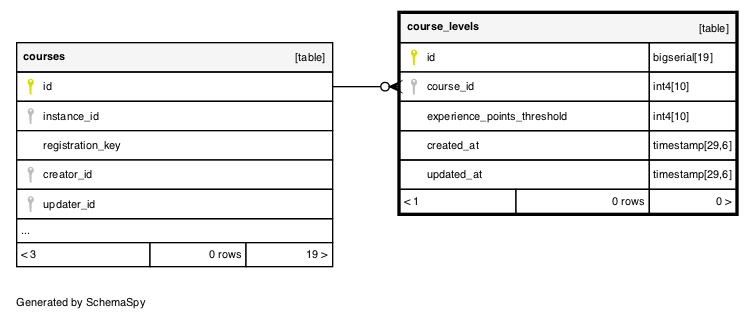 courses [table]
id
instance_id
registration_key
creator_id
updater_id
...
< 3 0 rows 19 >
course_levels [table]
id bigserial[19]
course_id int4[10]
experience_points_threshold int4[10]
created_at timestamp[29,6]
updated_at timestamp[29,6]
< 1 0 rows 0 >
Generated by SchemaSpy